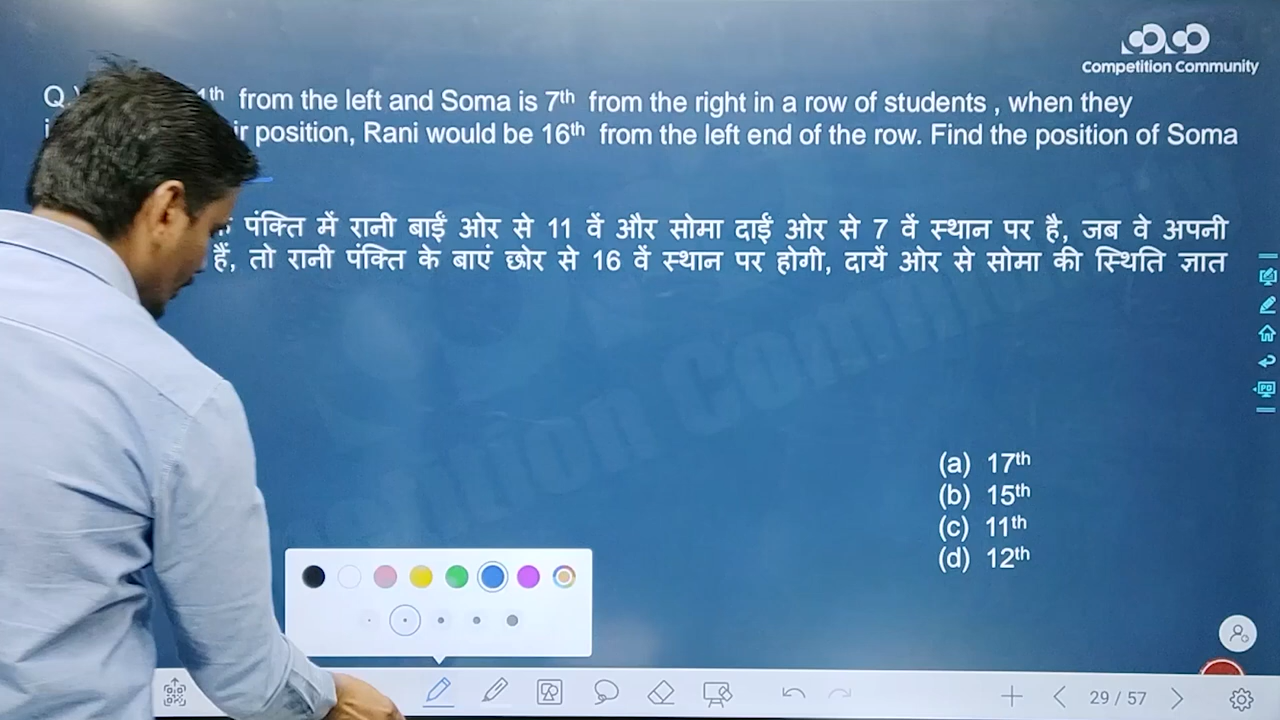 Competition Community
Q. 1th from the left and Soma is 7th from the right in a row of students , when they
ir position, Rani would be 16th from the left end of the row. Find the position of Soma
पंक्ति में रानी बाईं ओर से 11 वें और सोमा दाईं ओर से 7 वें स्थान पर है, जब वे अपनी
हैं, तो रानी पंक्ति के बाएं छोर से 16 वें स्थान पर होगी, दायें ओर से सोमा की स्थिति ज्ञात
(a) 17th
(b) 15th
(c) 11th
(d) 12th
29 / 57